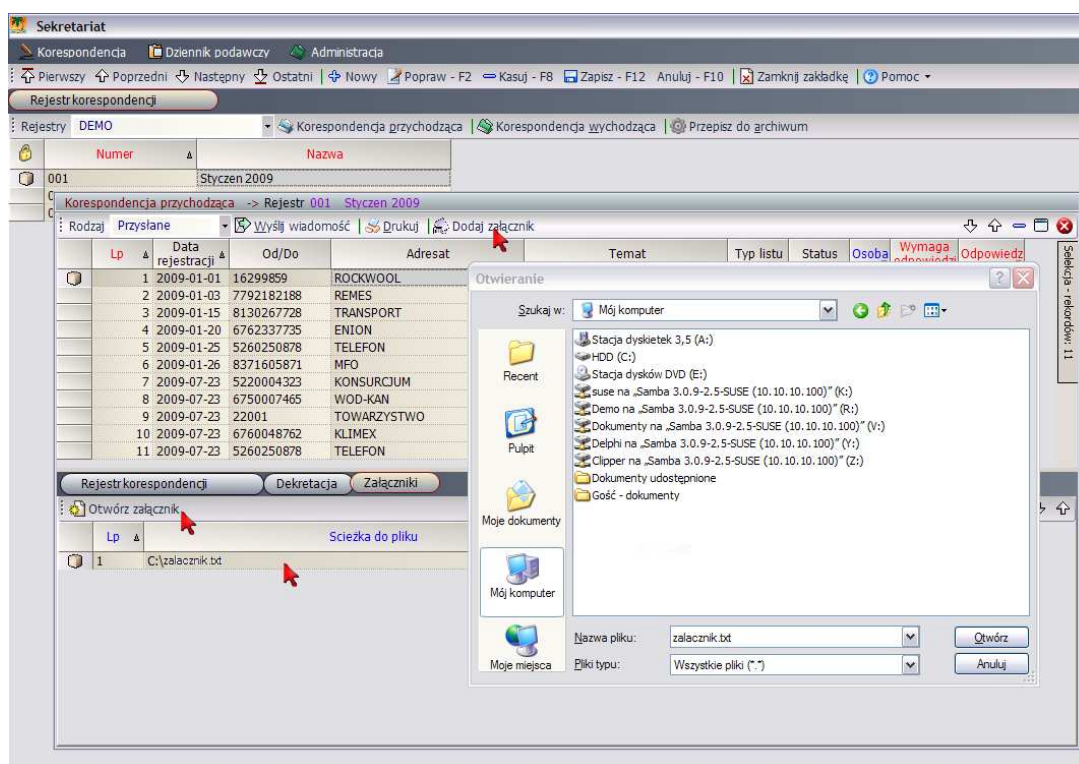 Sekretariat
Korespondencja Dziennik podawczy Administracja
Pierwszy Poprzedni Następny Ostatni Nowy Popraw - F2 Kasuj - F8 Zapisz - F12 Anuluj - F10 Zamknij zakładkę Pomoc
Rejestr korespondencji
Rejestry DEMO Korespondencja przychodząca Korespondencja wychodząca Przepisz do archiwum
Numer Nazwa
001 Styczen 2009
Korespondencja przychodząca -> Rejestr 001 Styczen 2009
Rodzaj Przysłane Wyślij wiadomość Drukuj Dodaj załącznik
Lp Data rejestracji Od/Do Adresat Temat Typ listu Status Osoba Wymaga odpowiedzi Odpowiedz
1 2009-01-01 16299859 ROCKWOOL
2 2009-01-03 7792182188 REMES
3 2009-01-15 8130267728 TRANSPORT
4 2009-01-20 6762337735 ENION
5 2009-01-25 5260250878 TELEFON
6 2009-01-26 8371605871 MFO
7 2009-07-23 5220004323 KONSURCJUM
8 2009-07-23 6750007465 WOD-KAN
9 2009-07-23 22001 TOWARZYSTWO
10 2009-07-23 6760048762 KLIMEX
11 2009-07-23 5260250878 TELEFON
Selekcja - rekordów: 11
Rejestr korespondencji Dekretacja Załączniki
Otwórz załącznik
Lp Scieżka do pliku
1 C:\zalacznik.txt
Otwieranie
Szukaj w: Mój komputer
Recent
Pulpit
Moje dokumenty
Mój komputer
Moje miejsca
Stacja dyskietek 3,5 (A:)
HDD (C:)
Stacja dysków DVD (E:)
suse na „Samba 3.0.9-2.5-SUSE (10.10.10.100)” (K:)
Demo na „Samba 3.0.9-2.5-SUSE (10.10.10.100)” (R:)
Dokumenty na „Samba 3.0.9-2.5-SUSE (10.10.10.100)” (V:)
Delphi na „Samba 3.0.9-2.5-SUSE (10.10.10.100)” (Y:)
Clipper na „Samba 3.0.9-2.5-SUSE (10.10.10.100)” (Z:)
Dokumenty udostępnione
Gość - dokumenty
Nazwa pliku: zalacznik.txt Otwórz
Pliki typu: Wszystkie pliki (*.*) Anuluj